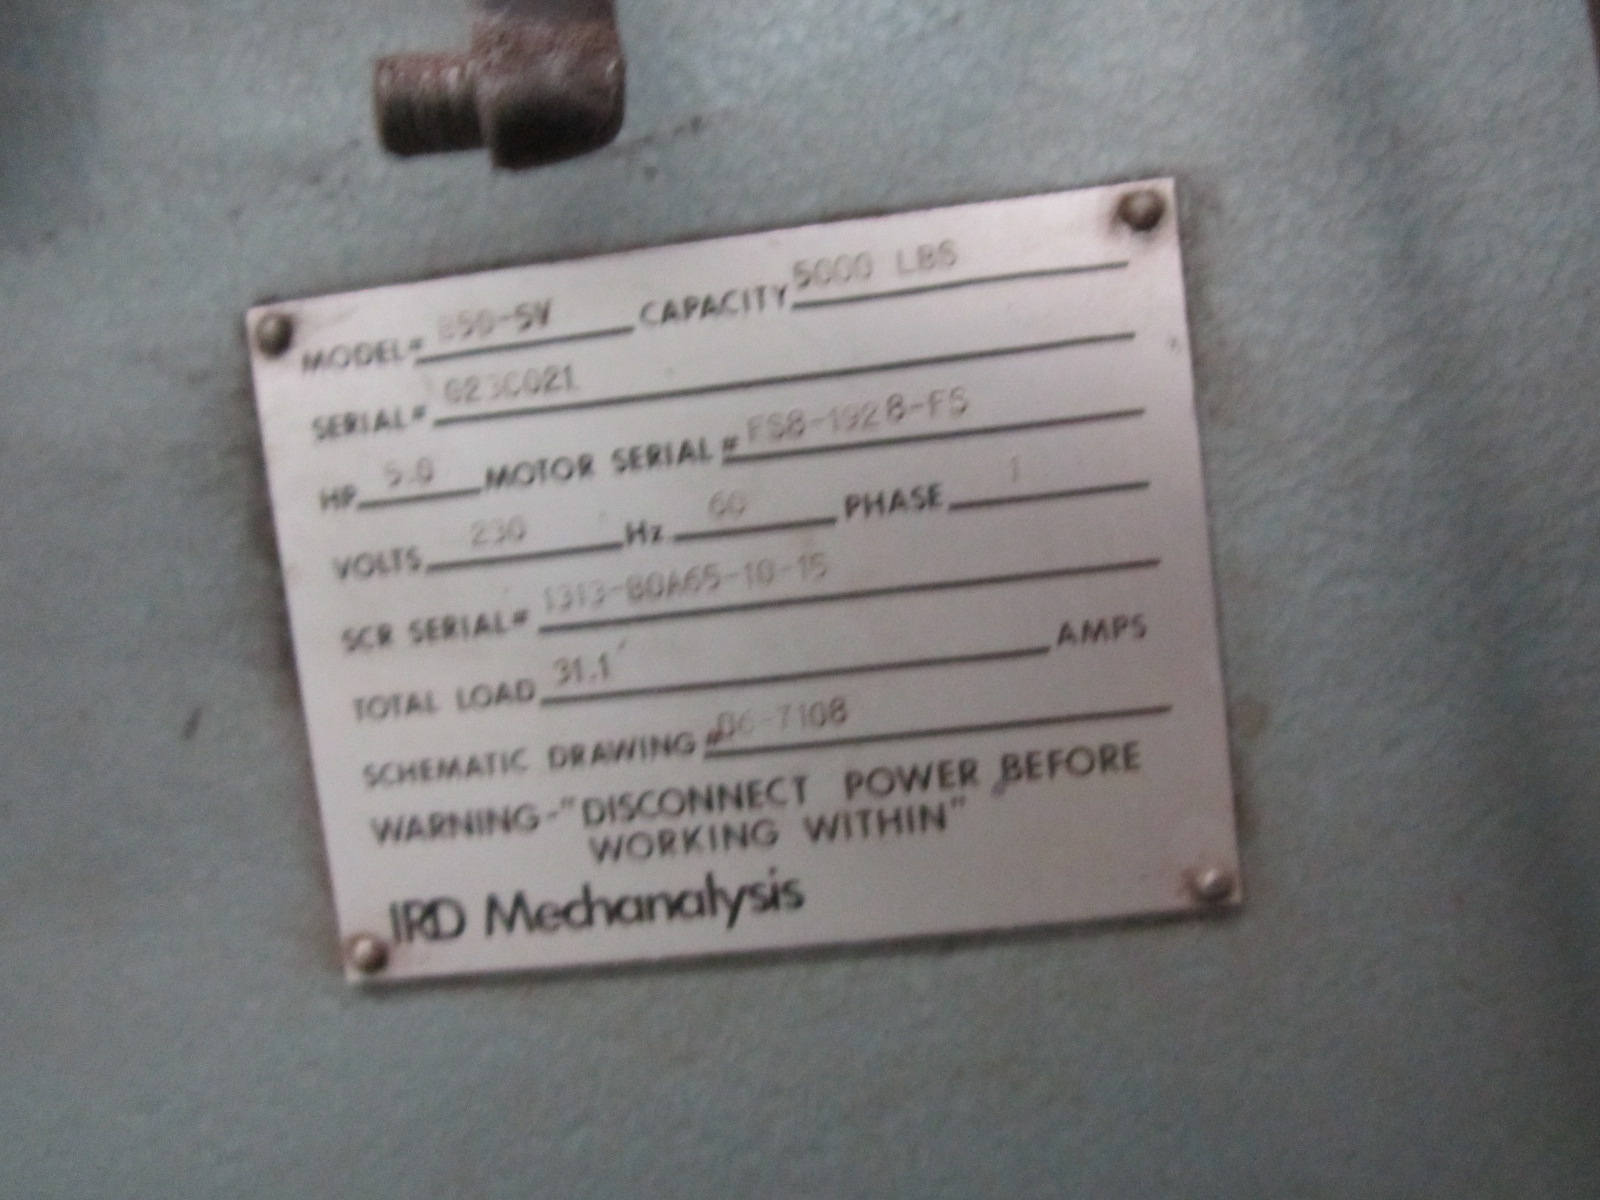 MODEL# B50-5V CAPACITY 5000 LBS
SERIAL# G23C021
HP 5.0 MOTOR SERIAL# FS8-1928-FS
VOLTS 230 Hz 60 PHASE 1
SCR SERIAL# 1313-80A65-10-15
TOTAL LOAD 31.1 AMPS
SCHEMATIC DRAWING # D6-7108
WARNING-"DISCONNECT POWER BEFORE
WORKING WITHIN"
IRD Mechanalysis